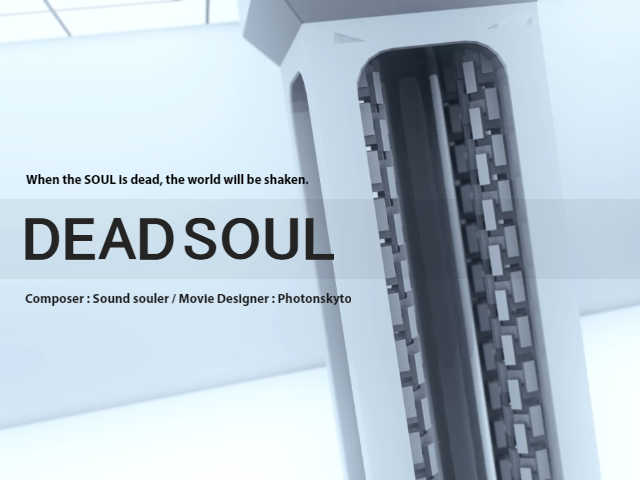 When the SOUL is dead, the world will be shaken.
DEAD SOUL
Composer : Sound souler / Movie Designer : Photonskyto